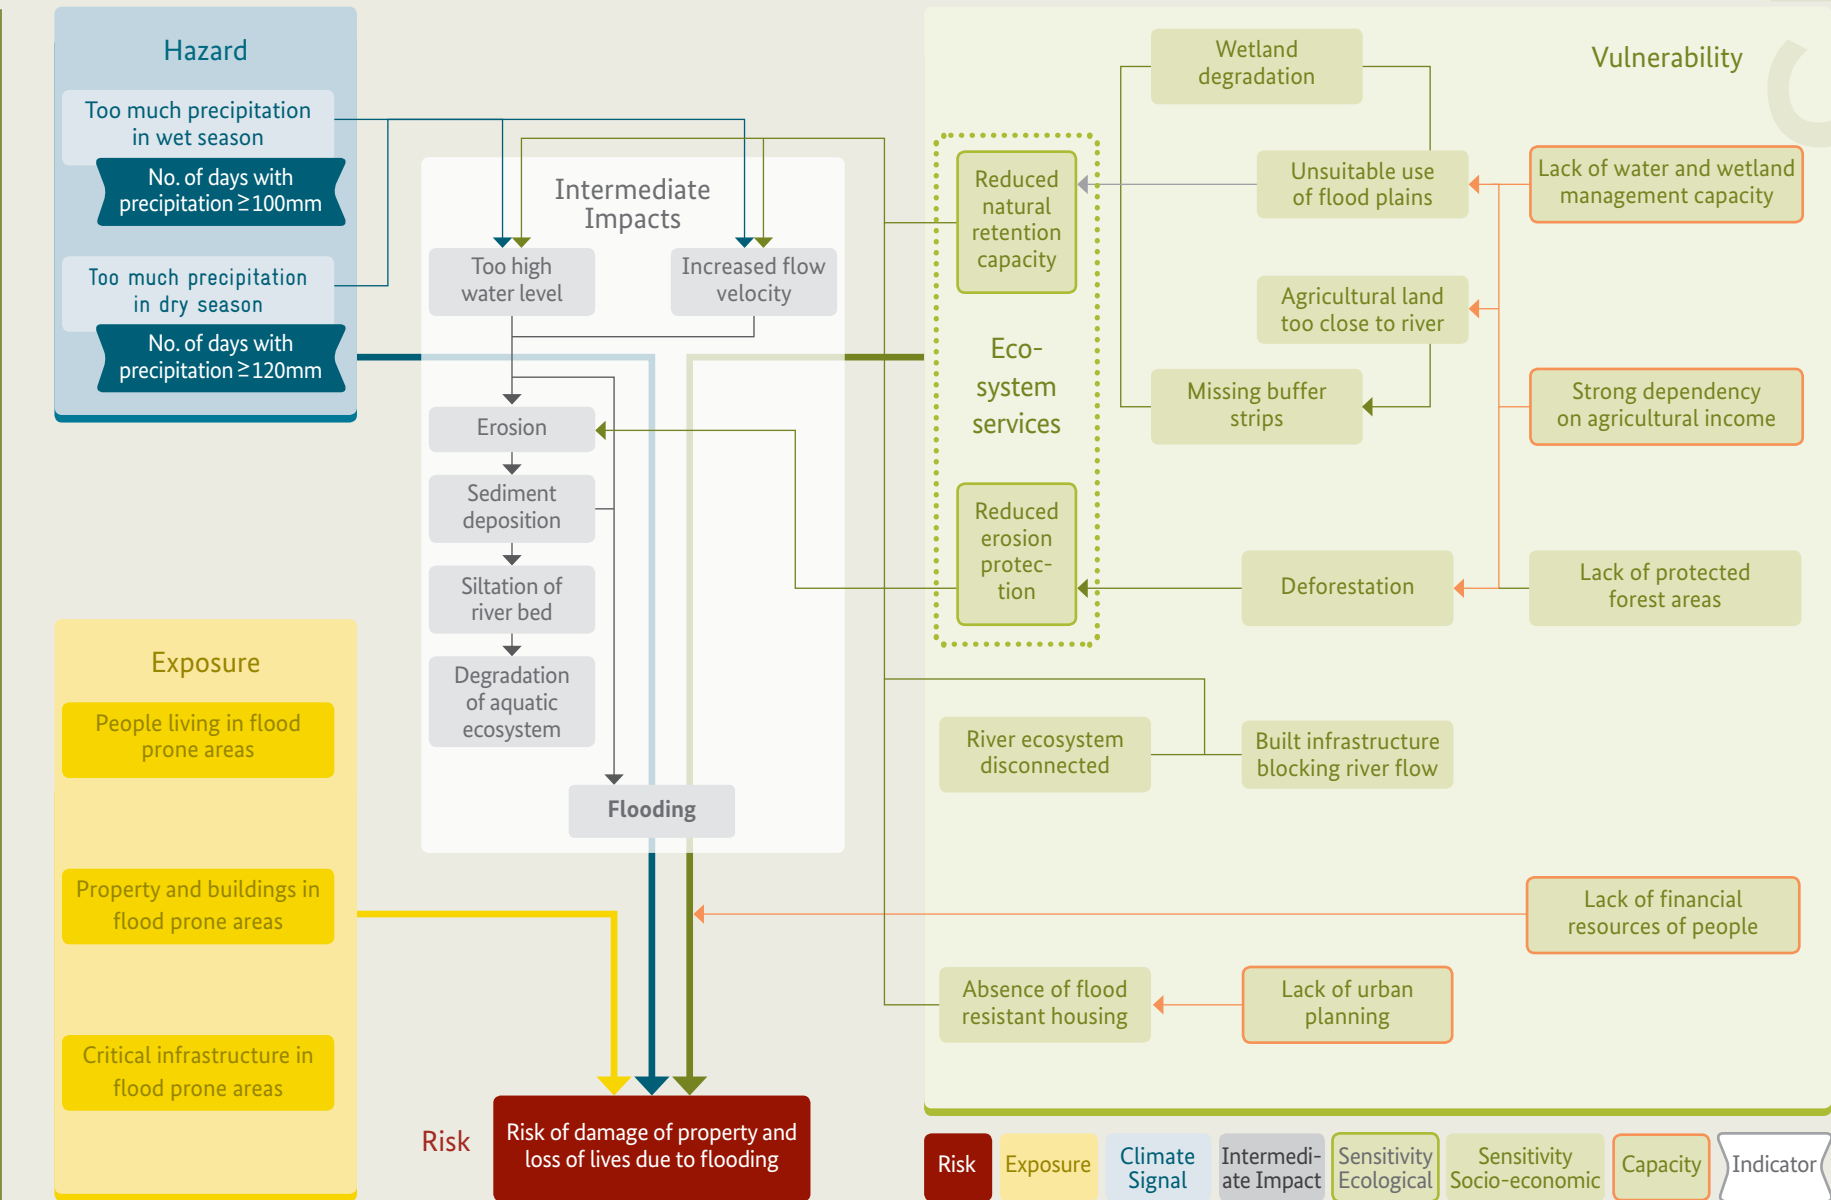 Hazard
Too much precipitation
in wet season
No. of days with
precipitation ≥100mm
Too much precipitation
in dry season
No. of days with
precipitation ≥120mm
Exposure
People living in flood
prone areas
Property and buildings in
flood prone areas
Critical infrastructure in
flood prone areas
Intermediate
Impacts
Too high
water level
Increased flow
velocity
Erosion
Sediment
deposition
Siltation of
river bed
Degradation
of aquatic
ecosystem
Flooding
Risk
Risk of damage of property and
loss of lives due to flooding
Vulnerability
Wetland
degradation
Reduced
natural
retention
capacity
Unsuitable use
of flood plains
Lack of water and wetland
management capacity
Agricultural land
too close to river
Eco-
system
services
Missing buffer
strips
Strong dependency
on agricultural income
Reduced
erosion
protec-
tion
Deforestation
Lack of protected
forest areas
River ecosystem
disconnected
Built infrastructure
blocking river flow
Lack of financial
resources of people
Absence of flood
resistant housing
Lack of urban
planning
Risk
Exposure
Climate
Signal
Intermedi-
ate Impact
Sensitivity
Ecological
Sensitivity
Socio-economic
Capacity
Indicator